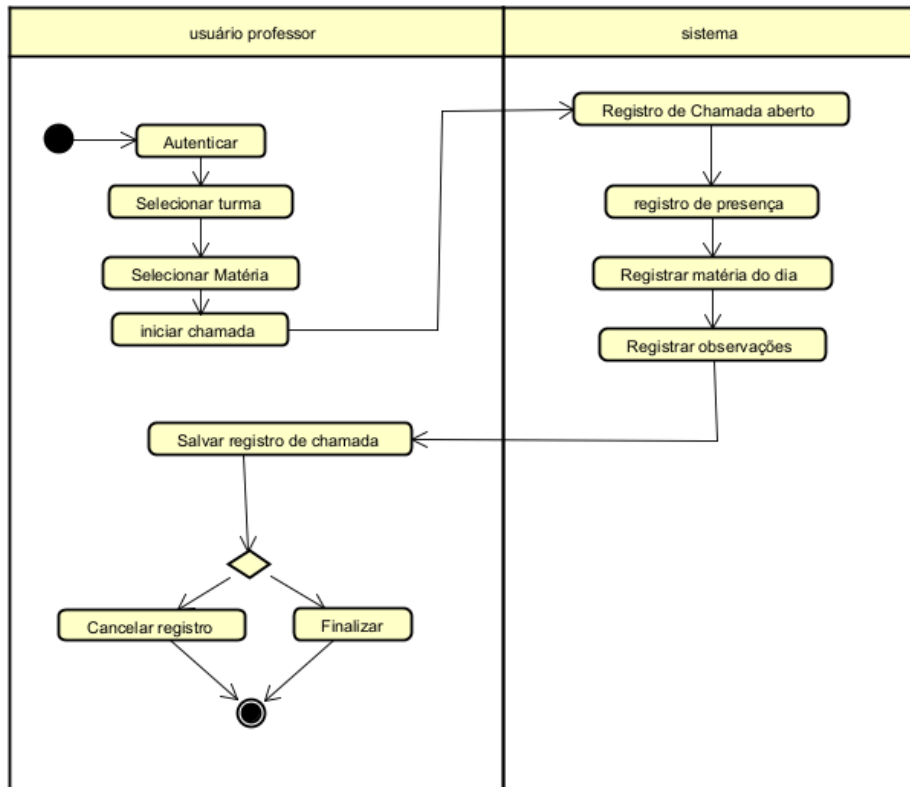 usuário professor
sistema
Autenticar
Selecionar turma
Selecionar Matéria
iniciar chamada
Registro de Chamada aberto
registro de presença
Registrar matéria do dia
Registrar observações
Salvar registro de chamada
Cancelar registro
Finalizar